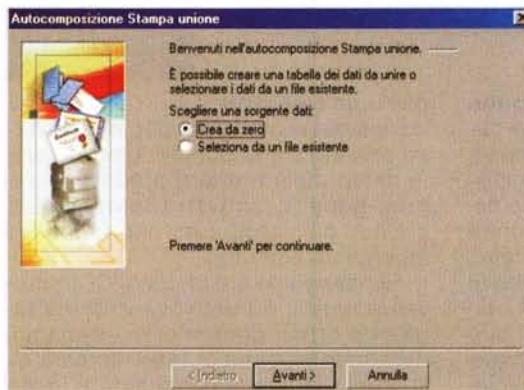 Autocomposizione Stampa unione
Benvenuti nell'autocomposizione Stampa unione.
È possibile creare una tabella dei dati da unire o
selezionare i dati da un file esistente.
Scegliere una sorgente dati:
Crea da zero
Seleziona da un file esistente
Premere 'Avanti' per continuare.
< Indietro
Avanti >
Annulla